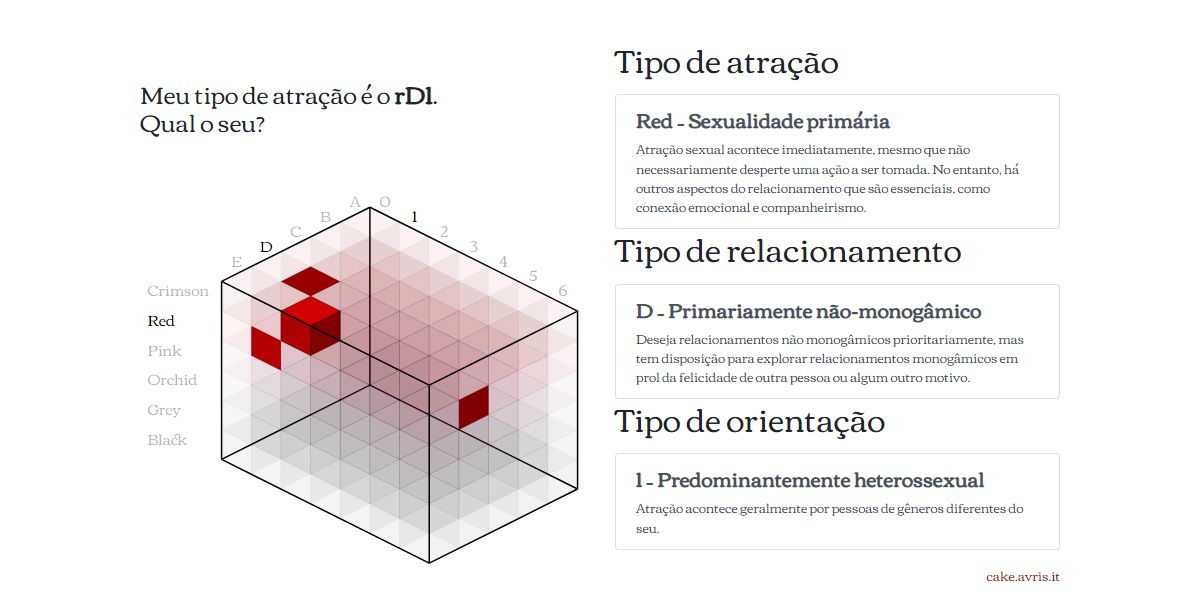 Meu tipo de atração é o rD1.
Qual o seu?
A O
B 1
C 2
D 3
E 4
5
6
Crimson
Red
Pink
Orchid
Grey
Black
Tipo de atração
Red - Sexualidade primária
Atração sexual acontece imediatamente, mesmo que não
necessariamente desperte uma ação a ser tomada. No entanto, há
outros aspectos do relacionamento que são essenciais, como
conexão emocional e companheirismo.
Tipo de relacionamento
D - Primariamente não-monogâmico
Deseja relacionamentos não monogâmicos prioritariamente, mas
tem disposição para explorar relacionamentos monogâmicos em
prol da felicidade de outra pessoa ou algum outro motivo.
Tipo de orientação
1 - Predominantemente heterossexual
Atração acontece geralmente por pessoas de gêneros diferentes do
seu.
cake.avris.it